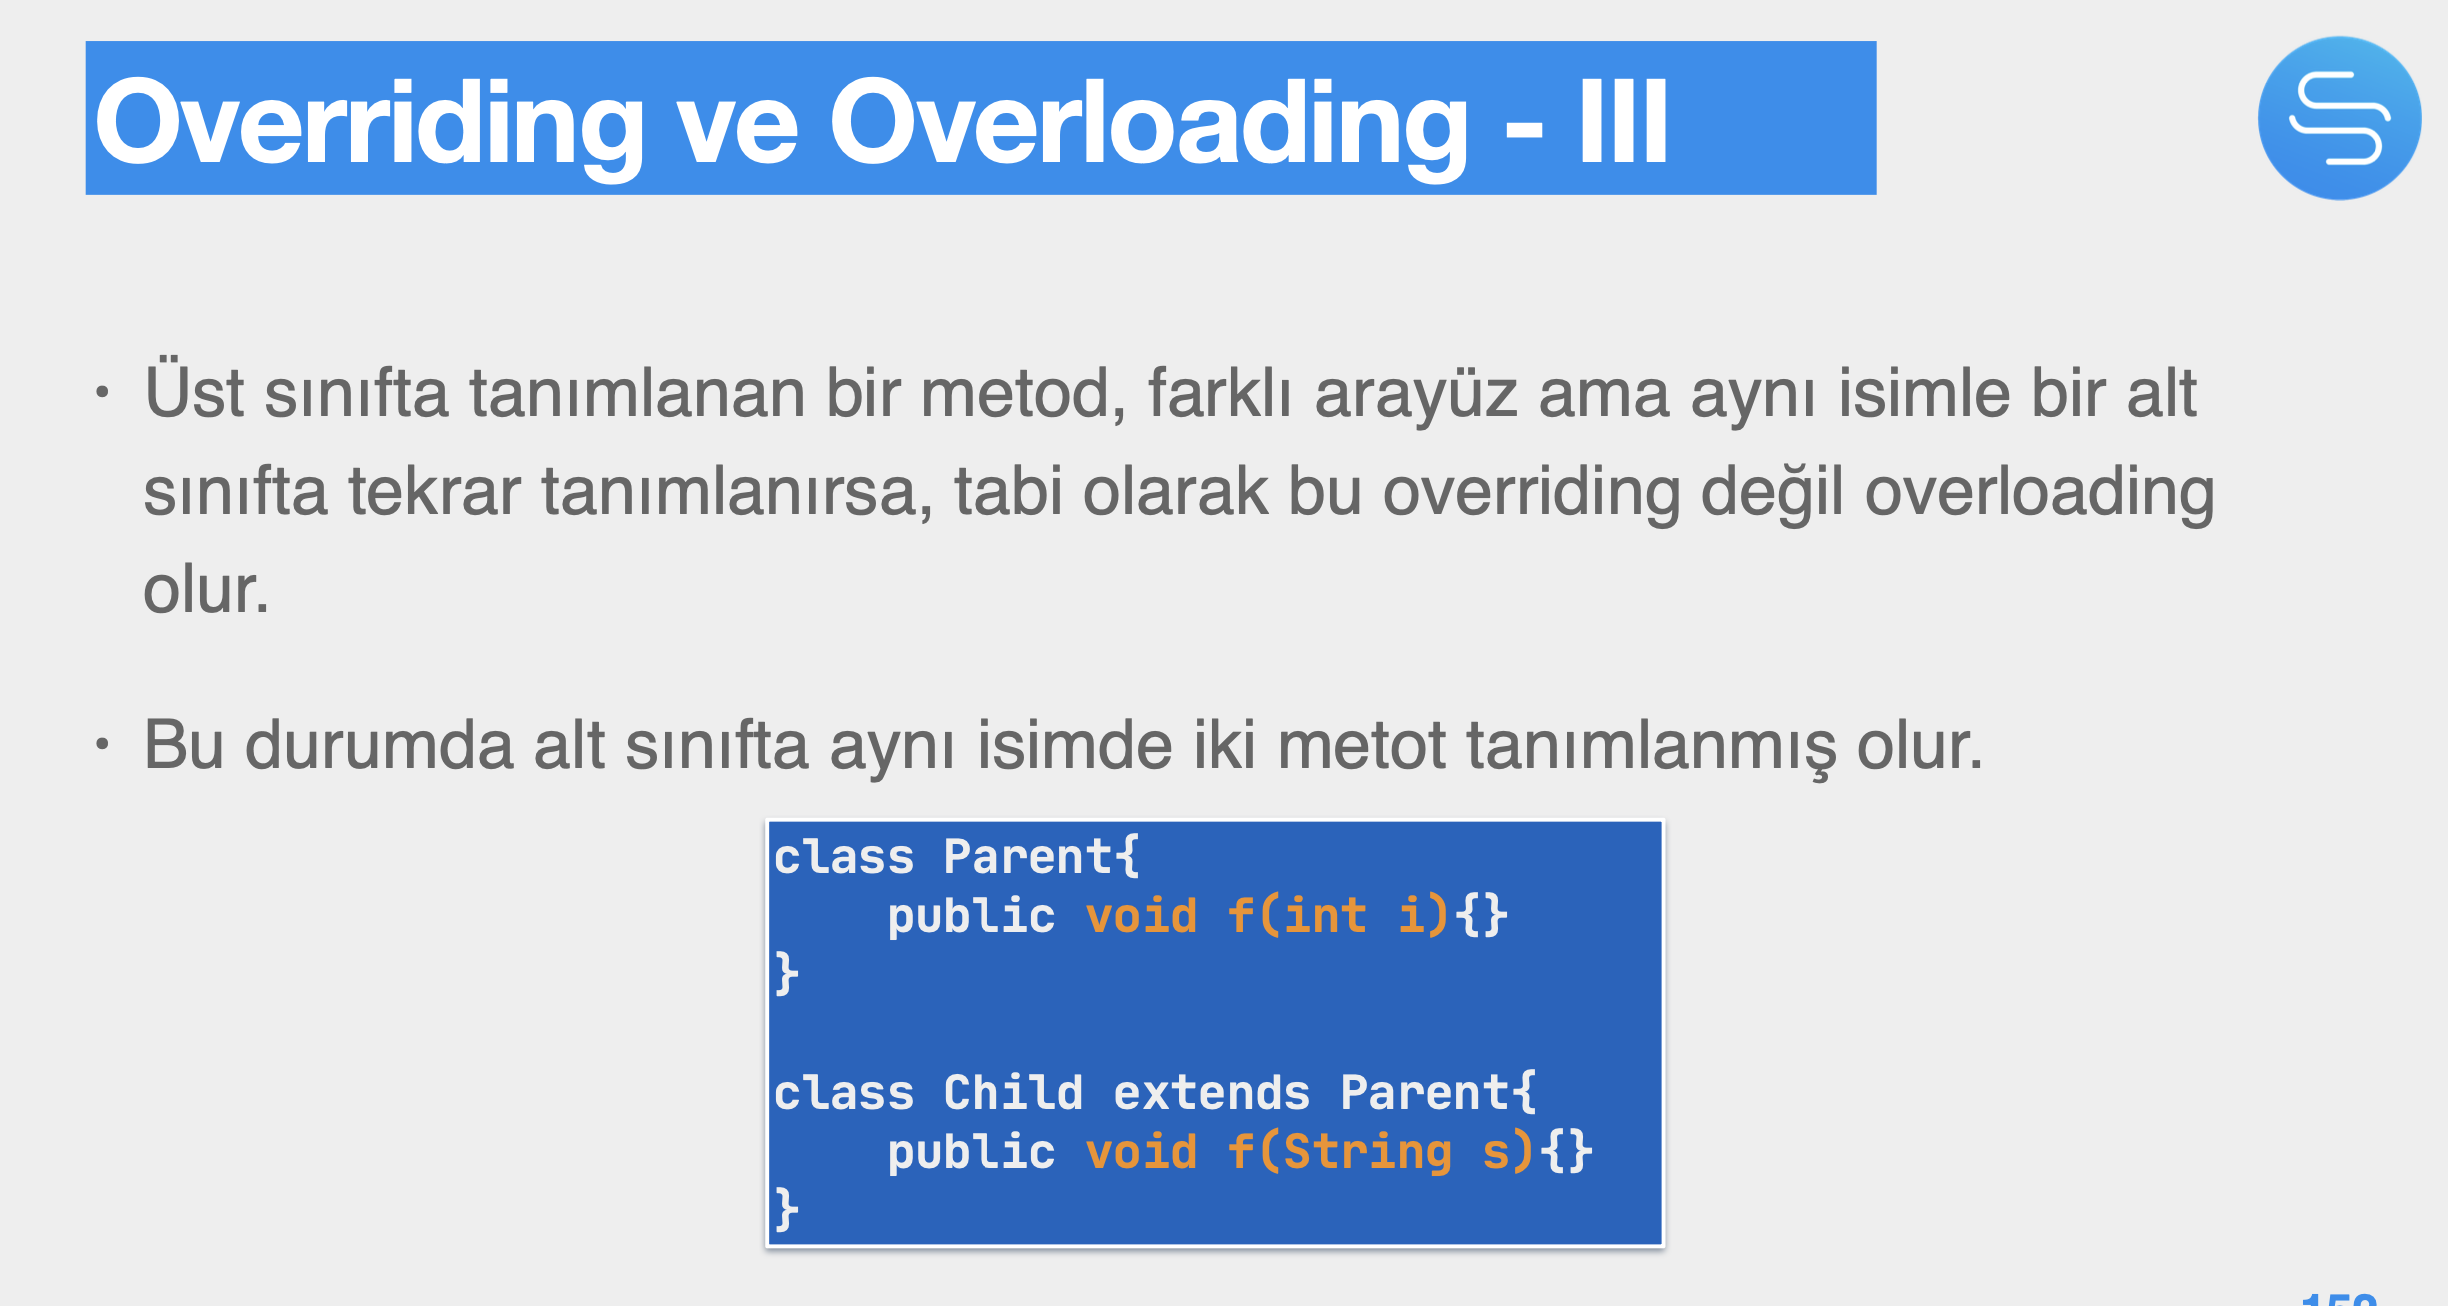 Overriding ve Overloading - III
• Üst sınıfta tanımlanan bir metod, farklı arayüz ama aynı isimle bir alt
sınıfta tekrar tanımlanırsa, tabi olarak bu overriding değil overloading
olur.
• Bu durumda alt sınıfta aynı isimde iki metot tanımlanmış olur.
class Parent{
    public void f(int i){}
}
class Child extends Parent{
    public void f(String s){}
}